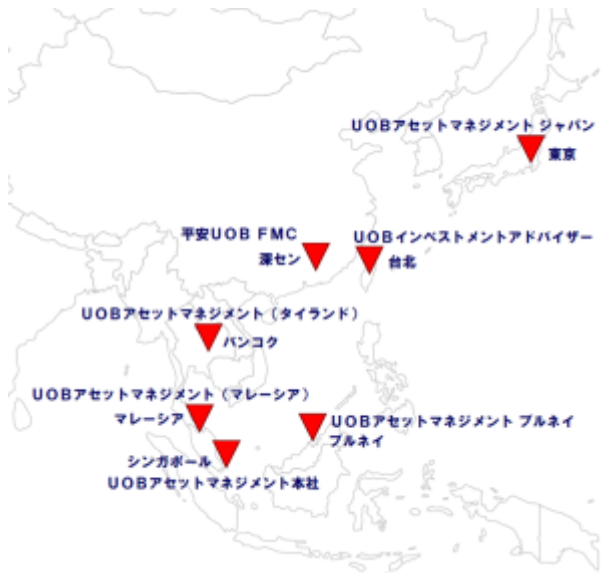 UOBアセットマネジメント ジャパン
東京
平安UOB FMC
深セン
UOBインベストメントアドバイザー
台北
UOBアセットマネジメント（タイランド）
バンコク
UOBアセットマネジメント（マレーシア）
マレーシア
UOBアセットマネジメント ブルネイ
ブルネイ
シンガポール
UOBアセットマネジメント本社